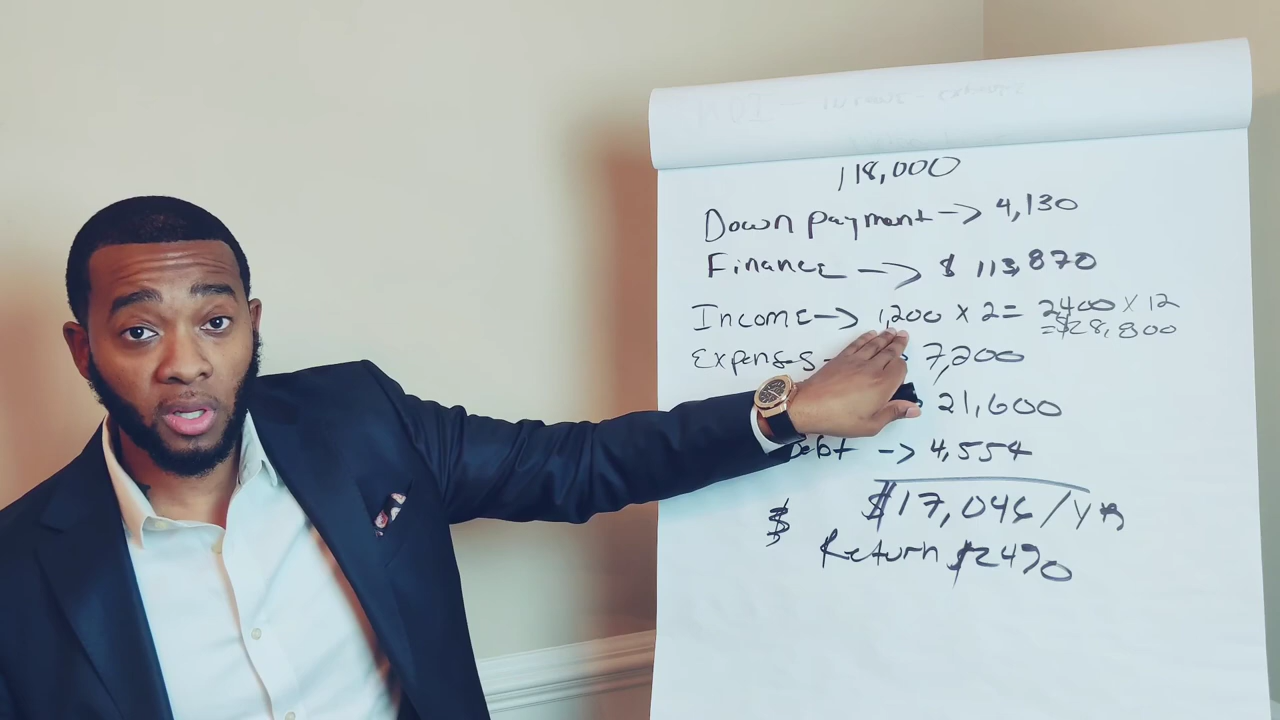 118,000
Down payment -> 4,130
Finance -> $ 113,870
Income -> 1,200 x 2 = 2400 x 12
= $28,800
Expenses - 7,200
21,600
Debt -> 4,554
$ $17,046/yr
Return $2490